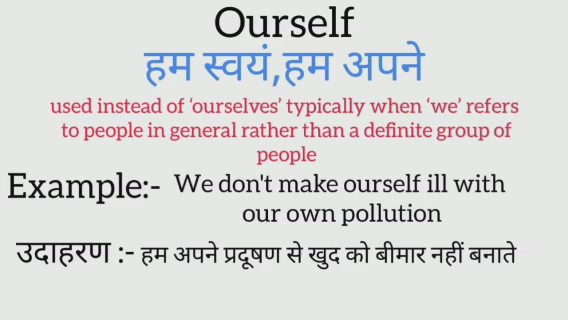 Ourself
हम स्वयं,हम अपने
used instead of ‘ourselves’ typically when ‘we’ refers
to people in general rather than a definite group of
people
Example:- We don't make ourself ill with
our own pollution
उदाहरण :- हम अपने प्रदूषण से खुद को बीमार नहीं बनाते